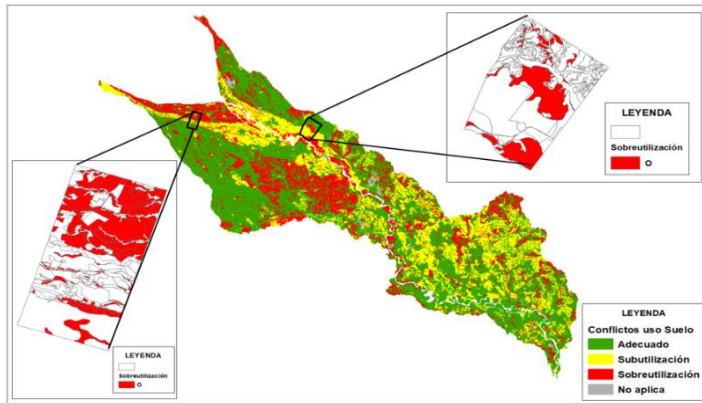 LEYENDA
Sobreutilización
O
LEYENDA
Sobreutilización
O
LEYENDA
Conflictos uso Suelo
Adecuado
Subutilización
Sobreutilización
No aplica